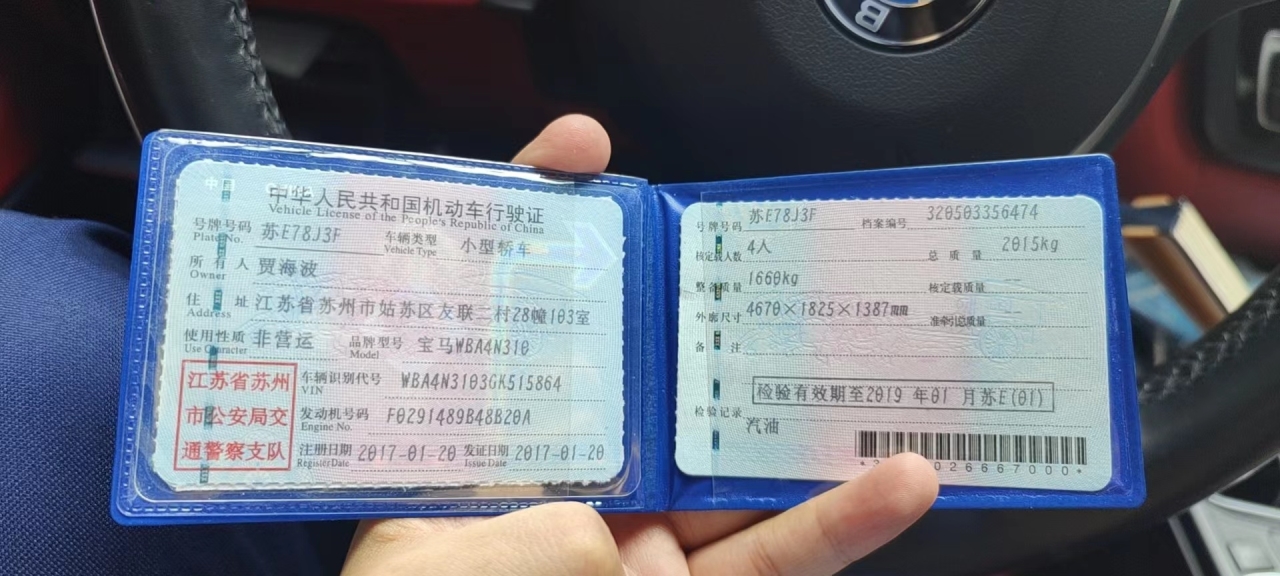 中华人民共和国机动车行驶证
Vehicle License of the People's Republic of China
号牌号码 苏E78J3F 车辆类型 小型轿车
Plate No. Vehicle Type
所有人 贾海波
Owner
住址 江苏省苏州市姑苏区友联二村28幢103室
Address
使用性质 非营运 品牌型号 宝马WBA4N310
Use Character Model
江苏省苏州
市公安局交
通警察支队
车辆识别代号 WBA4N3103GK515864
VIN
发动机号码 F0291489B48B20A
Engine No.
注册日期 2017-01-20 发证日期 2017-01-20
Register Date Issue Date
号牌号码 苏E78J3F 档案编号 320503356474
核定载人数 4人 总质量 2015kg
整备质量 1660kg 核定载质量 --
外廓尺寸 4670×1825×1387mm 准牵引总质量 --
备注
检验有效期至2019 年01 月苏E(01)
检验记录
汽油
026667000*
B